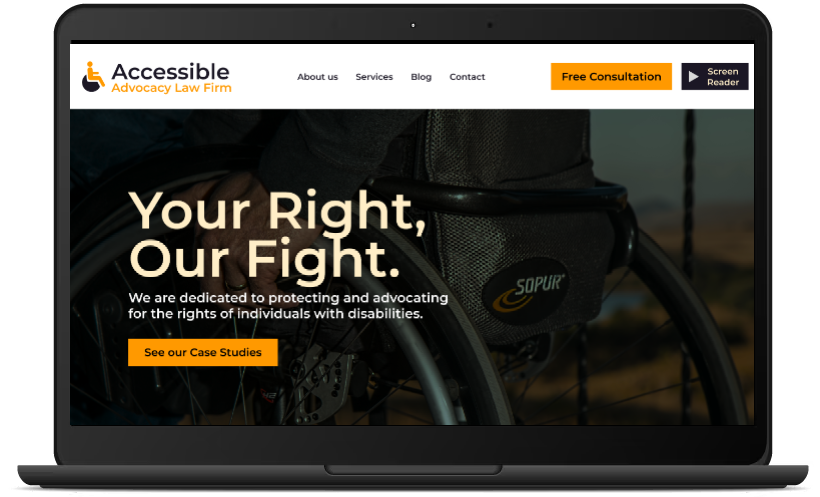 Accessible
Advocacy Law Firm
About us
Services
Blog
Contact
Free Consultation
Screen
Reader
Your Right,
Our Fight.
We are dedicated to protecting and advocating
for the rights of individuals with disabilities.
See our Case Studies
SOPUR